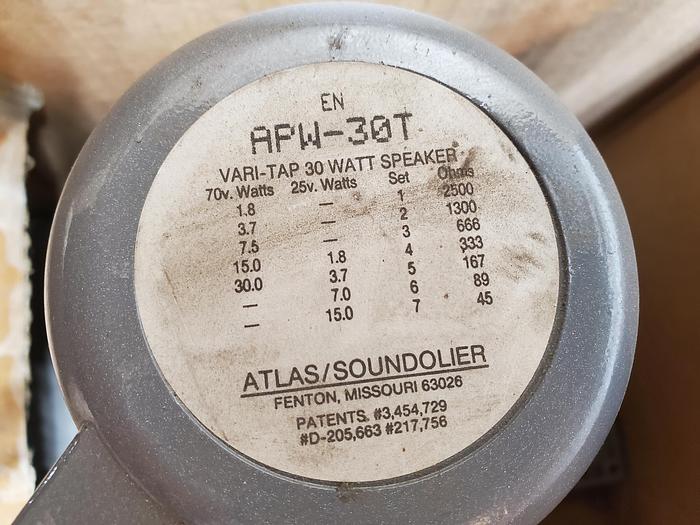 EN
APW-30T
VARI-TAP 30 WATT SPEAKER
70v. Watts 25v. Watts Set Ohms
1.8 — 1 2500
3.7 — 2 1300
7.5 — 3 666
15.0 1.8 4 333
30.0 3.7 5 167
— 7.0 6 89
— 15.0 7 45
ATLAS/SOUNDOLIER
FENTON, MISSOURI 63026
PATENTS #3,454,729
#D-205,663 #217,756